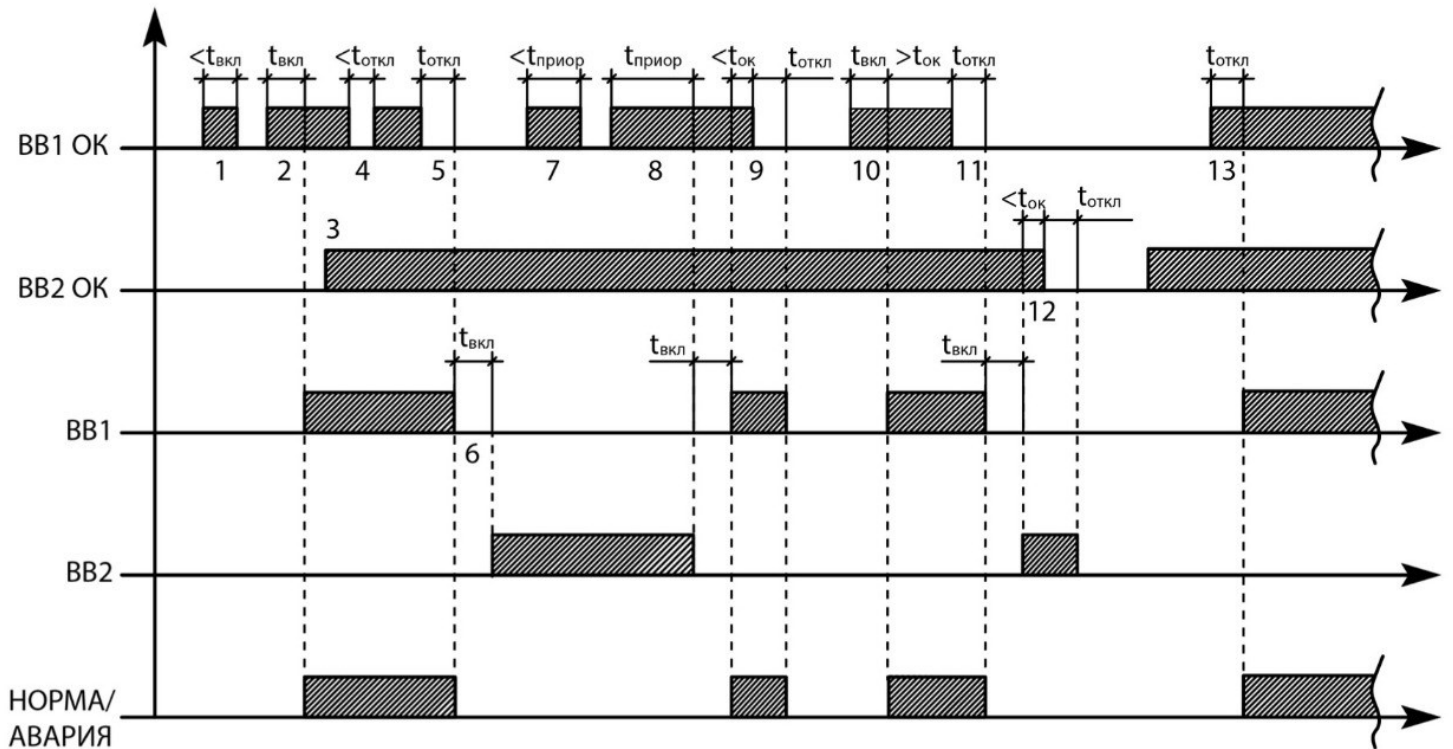 <tвкл tвкл <tоткл tоткл <tприор tприор <tок tоткл tвкл >tок tоткл tоткл
ВВ1 ОК
1 2 4 5 7 8 9 10 11 13
<tок tоткл
3
ВВ2 ОК
12
tвкл tвкл tвкл
ВВ1
6
ВВ2
НОРМА/
АВАРИЯ